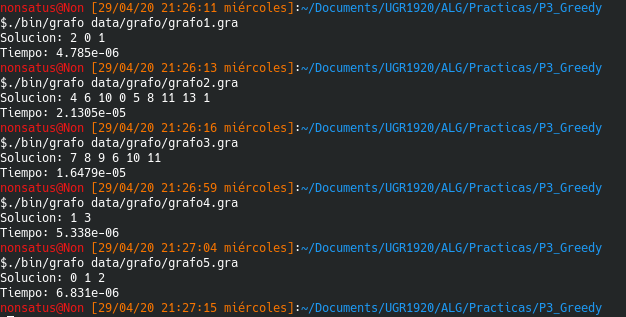 nonsatus@Non [29/04/20 21:26:11 miércoles]:~/Documents/UGR1920/ALG/Practicas/P3_Greedy
$./bin/grafo data/grafo/grafo1.gra
Solucion: 2 0 1
Tiempo: 4.785e-06
nonsatus@Non [29/04/20 21:26:13 miércoles]:~/Documents/UGR1920/ALG/Practicas/P3_Greedy
$./bin/grafo data/grafo/grafo2.gra
Solucion: 4 6 10 0 5 8 11 13 1
Tiempo: 2.1305e-05
nonsatus@Non [29/04/20 21:26:16 miércoles]:~/Documents/UGR1920/ALG/Practicas/P3_Greedy
$./bin/grafo data/grafo/grafo3.gra
Solucion: 7 8 9 6 10 11
Tiempo: 1.6479e-05
nonsatus@Non [29/04/20 21:26:59 miércoles]:~/Documents/UGR1920/ALG/Practicas/P3_Greedy
$./bin/grafo data/grafo/grafo4.gra
Solucion: 1 3
Tiempo: 5.338e-06
nonsatus@Non [29/04/20 21:27:04 miércoles]:~/Documents/UGR1920/ALG/Practicas/P3_Greedy
$./bin/grafo data/grafo/grafo5.gra
Solucion: 0 1 2
Tiempo: 6.831e-06
nonsatus@Non [29/04/20 21:27:15 miércoles]:~/Documents/UGR1920/ALG/Practicas/P3_Greedy